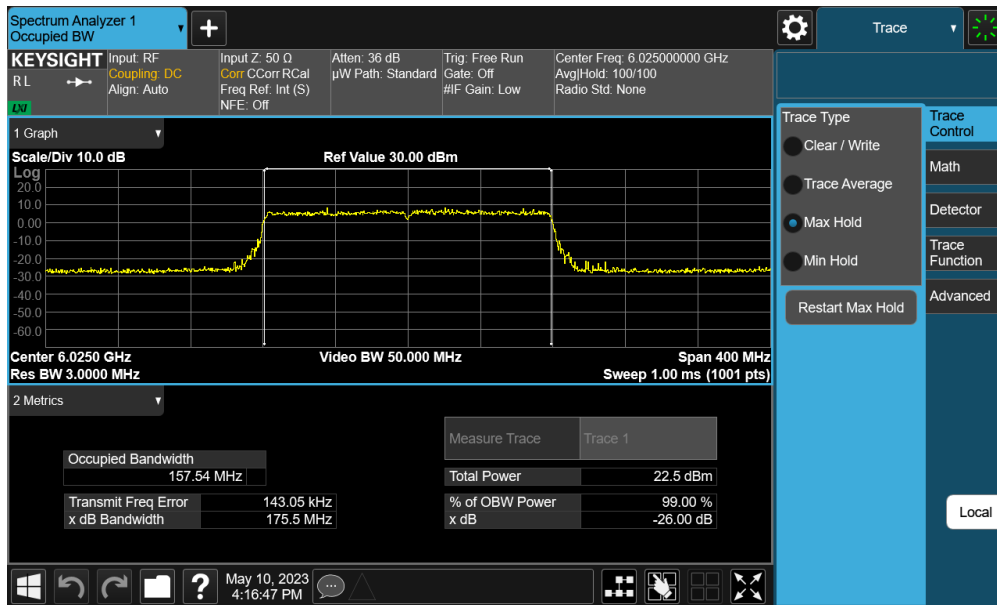 Spectrum Analyzer 1
Occupied BW
Trace
KEYSIGHT
R L
LXI
Input: RF
Coupling: DC
Align: Auto
Input Z: 50 Ω
Corr CCorr RCal
Freq Ref: Int (S)
NFE: Off
Atten: 36 dB
µW Path: Standard
Trig: Free Run
Gate: Off
#IF Gain: Low
Center Freq: 6.025000000 GHz
Avg|Hold: 100/100
Radio Std: None
1 Graph
Scale/Div 10.0 dB
Ref Value 30.00 dBm
Log
20.0
10.0
0.00
-10.0
-20.0
-30.0
-40.0
-50.0
-60.0
Center 6.0250 GHz
Video BW 50.000 MHz
Span 400 MHz
Res BW 3.0000 MHz
Sweep 1.00 ms (1001 pts)
2 Metrics
Measure Trace
Trace 1
Occupied Bandwidth
157.54 MHz
Total Power
22.5 dBm
Transmit Freq Error
143.05 kHz
% of OBW Power
99.00 %
x dB Bandwidth
175.5 MHz
x dB
-26.00 dB
Trace Type
Clear / Write
Trace Average
Max Hold
Min Hold
Restart Max Hold
Trace
Control
Math
Detector
Trace
Function
Advanced
Local
?
May 10, 2023
4:16:47 PM